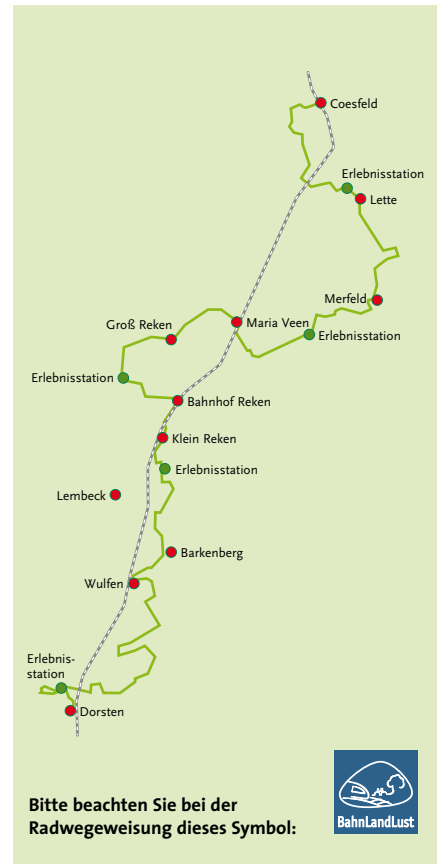 Coesfeld
Erlebnisstation
Lette
Merfeld
Maria Veen
Groß Reken
Erlebnisstation
Erlebnisstation
Bahnhof Reken
Klein Reken
Erlebnisstation
Lembeck
Barkenberg
Wulfen
Erlebnis-
station
Dorsten
Bitte beachten Sie bei der
Radwegeweisung dieses Symbol:
BahnLandLust